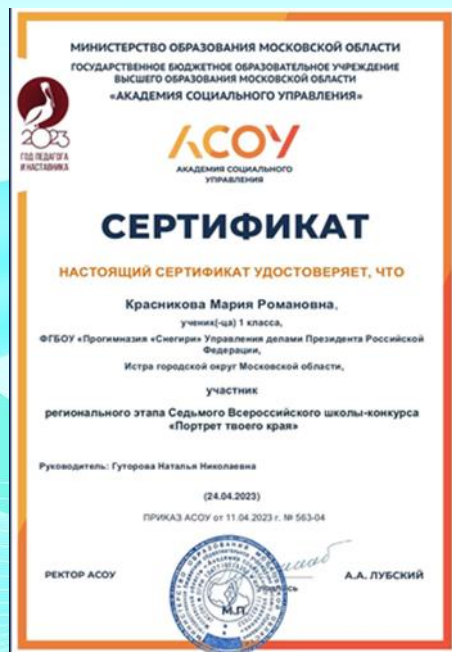 МИНИСТЕРСТВО ОБРАЗОВАНИЯ МОСКОВСКОЙ ОБЛАСТИ
ГОСУДАРСТВЕННОЕ БЮДЖЕТНОЕ ОБРАЗОВАТЕЛЬНОЕ УЧРЕЖДЕНИЕ
ВЫСШЕГО ОБРАЗОВАНИЯ МОСКОВСКОЙ ОБЛАСТИ
«АКАДЕМИЯ СОЦИАЛЬНОГО УПРАВЛЕНИЯ»
2023
ГОД ПЕДАГОГА
И НАСТАВНИКА
АСОУ
АКАДЕМИЯ СОЦИАЛЬНОГО
УПРАВЛЕНИЯ
СЕРТИФИКАТ
НАСТОЯЩИЙ СЕРТИФИКАТ УДОСТОВЕРЯЕТ, ЧТО
Красникова Мария Романовна,
ученик(-ца) 1 класса,
ФГБОУ «Прогимназия «Снегири» Управления делами Президента Российской
Федерации,
Истра городской округ Московской области,
участник
регионального этапа Седьмого Всероссийского школы-конкурса
«Портрет твоего края»
Руководитель: Гуторова Наталья Николаевна
(24.04.2023)
ПРИКАЗ АСОУ от 11.04.2023 г. № 563-04
РЕКТОР АСОУ
подпись
А.А. ЛУБСКИЙ
М.П.